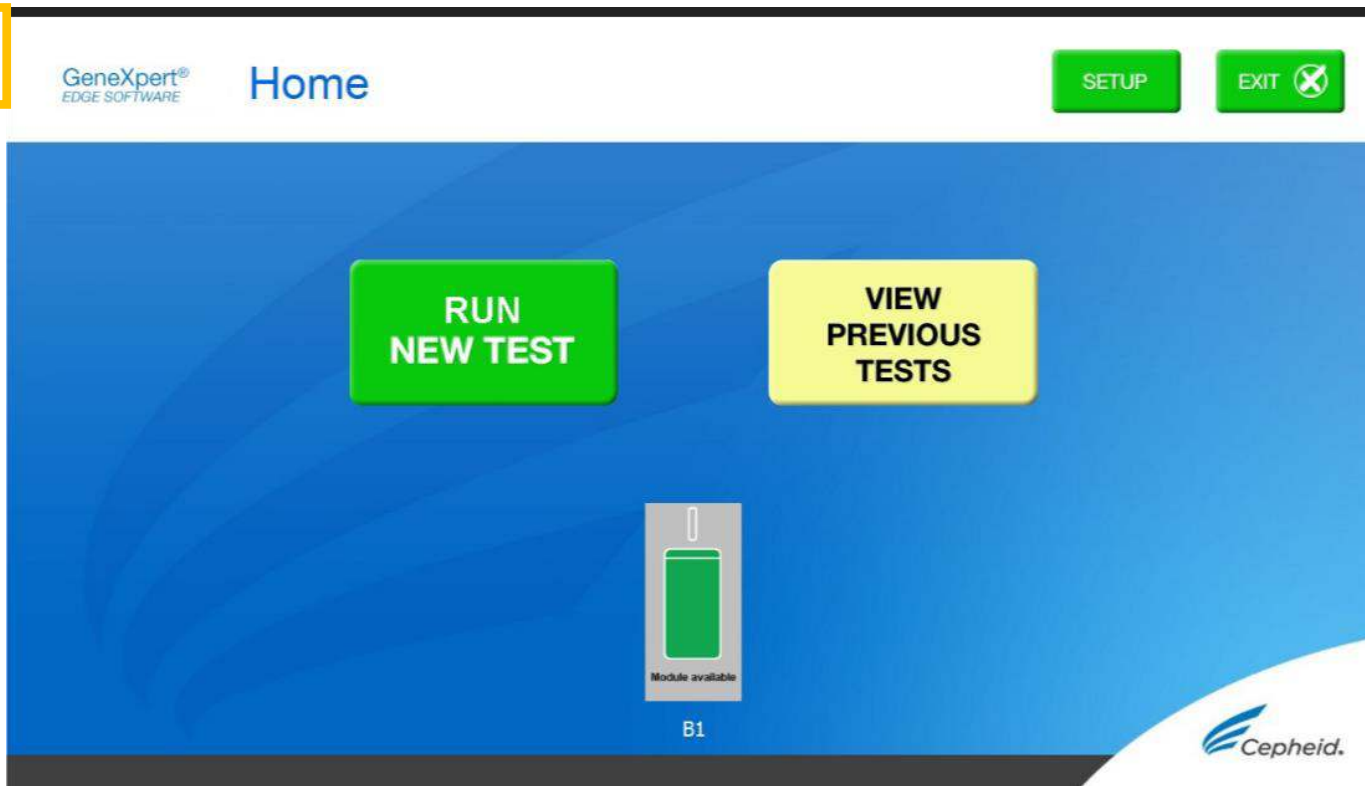 GeneXpert®
EDGE SOFTWARE
Home
SETUP
EXIT
RUN
NEW TEST
VIEW
PREVIOUS
TESTS
Module available
B1
Cepheid.